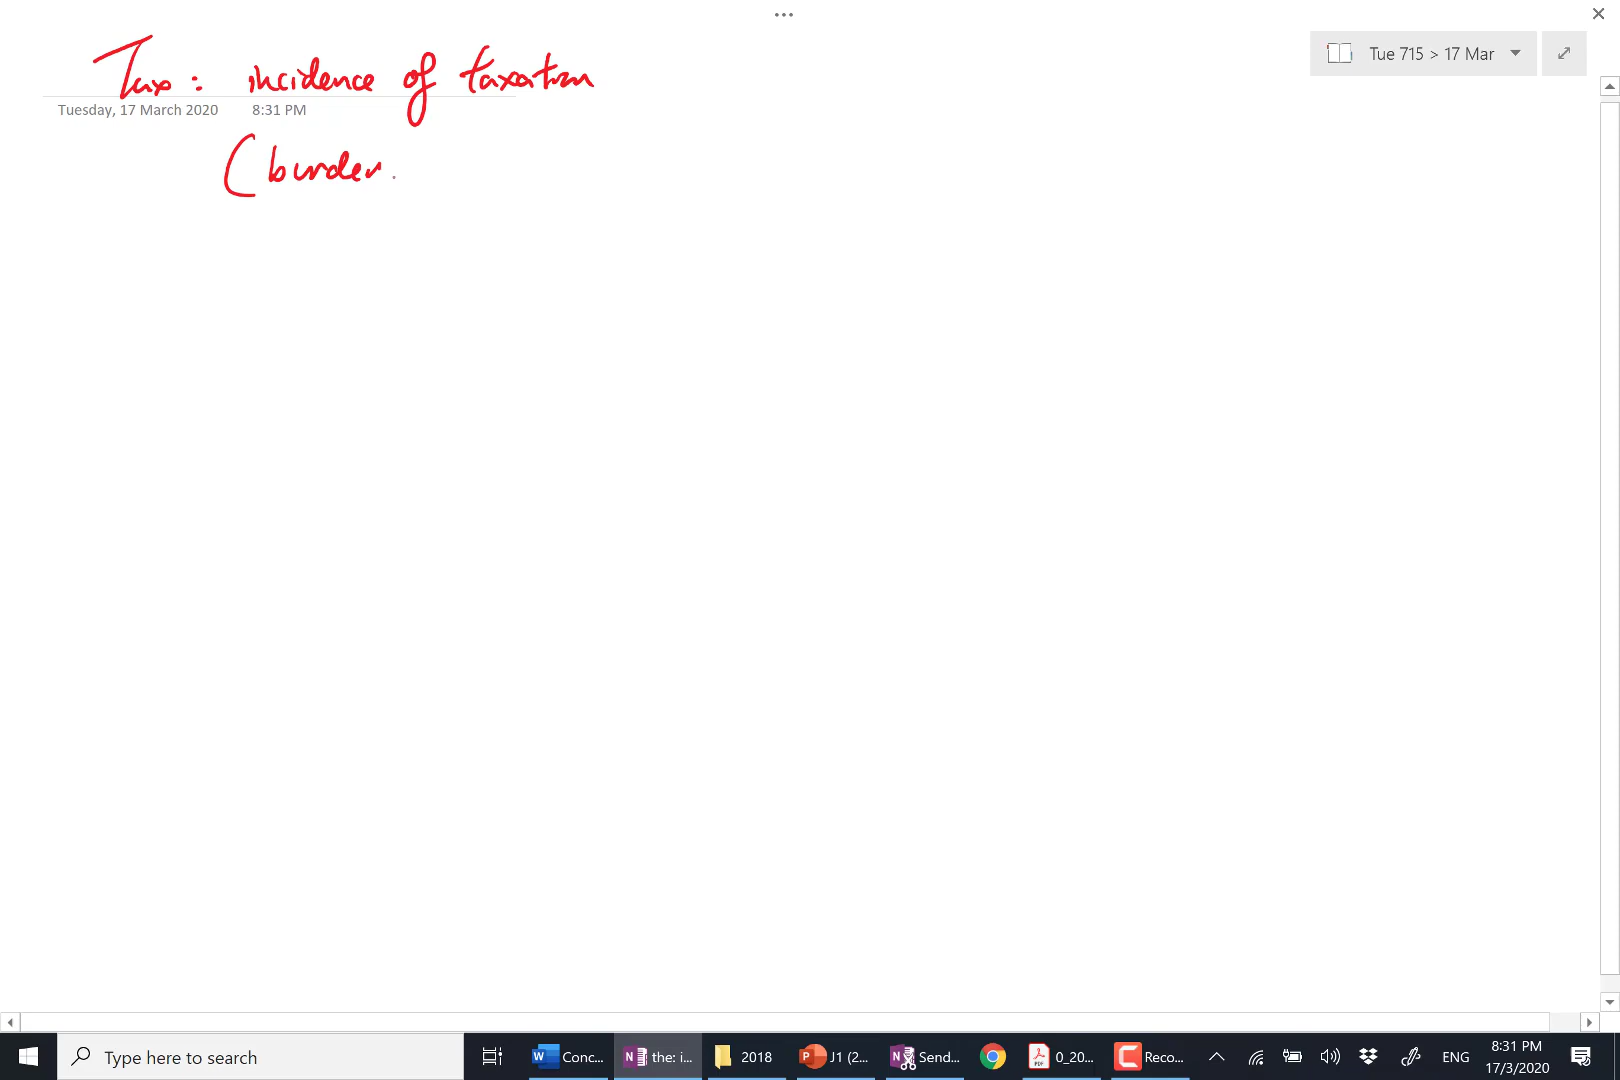 Tue 715 > 17 Mar
Tax: incidence of taxation
Tuesday, 17 March 2020 8:31 PM
(burden
Type here to search
Conc...
the: i...
2018
J1 (2...
Send...
0_20...
Reco...
ENG
8:31 PM
17/3/2020